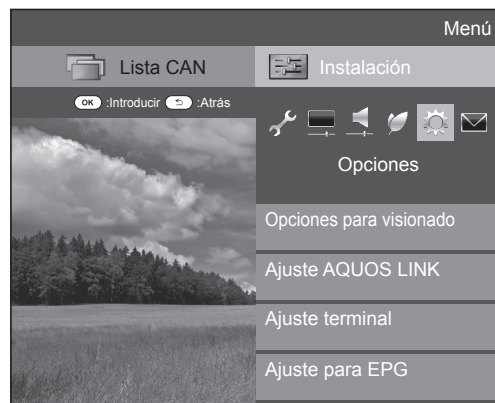 Menú
Lista CAN
Instalación
OK :Introducir :Atrás
Opciones
Opciones para visionado
Ajuste AQUOS LINK
Ajuste terminal
Ajuste para EPG